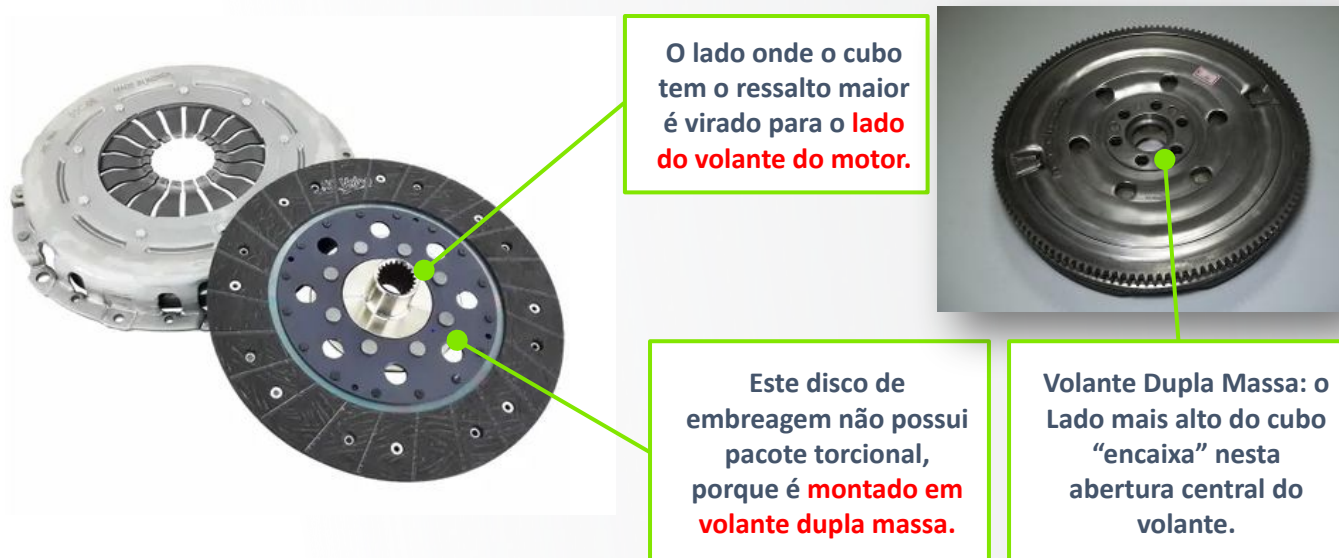 O lado onde o cubo
tem o ressalto maior
é virado para o lado
do volante do motor.
Este disco de
embreagem não possui
pacote torcional,
porque é montado em
volante dupla massa.
Volante Dupla Massa: o
Lado mais alto do cubo
“encaixa” nesta
abertura central do
volante.